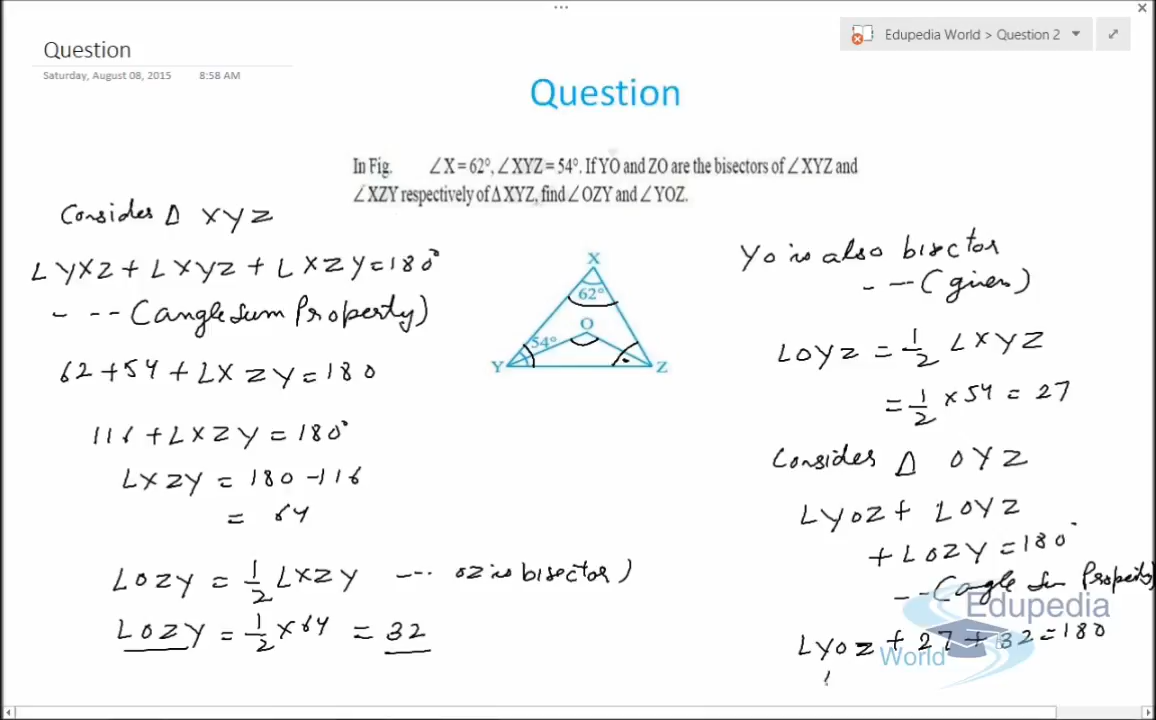 Edupedia World > Question 2
Question
Saturday, August 08, 2015 8:58 AM
Question
In Fig. ∠X = 62°, ∠XYZ = 54°. If YO and ZO are the bisectors of ∠XYZ and
∠XZY respectively of Δ XYZ, find ∠OZY and ∠YOZ.
Consider Δ XYZ
∠YXZ + ∠XYZ + ∠XZY = 180°
- -- (angle sum Property)
62 + 54 + ∠XZY = 180
116 + ∠XZY = 180°
∠XZY = 180 - 116
= 64
∠OZY = 1/2 ∠XZY --- OZ is bisector)
∠OZY = 1/2 × 64 = 32
X
62°
O
54°
Y
Z
YO is also bisector
- -- (given)
∠OYZ = 1/2 ∠XYZ
= 1/2 × 54 = 27
Consider Δ OYZ
∠YOZ + ∠OYZ
+ ∠OZY = 180°
-- (angle sum Property)
∠YOZ + 27 + 32 = 180
Edupedia
World